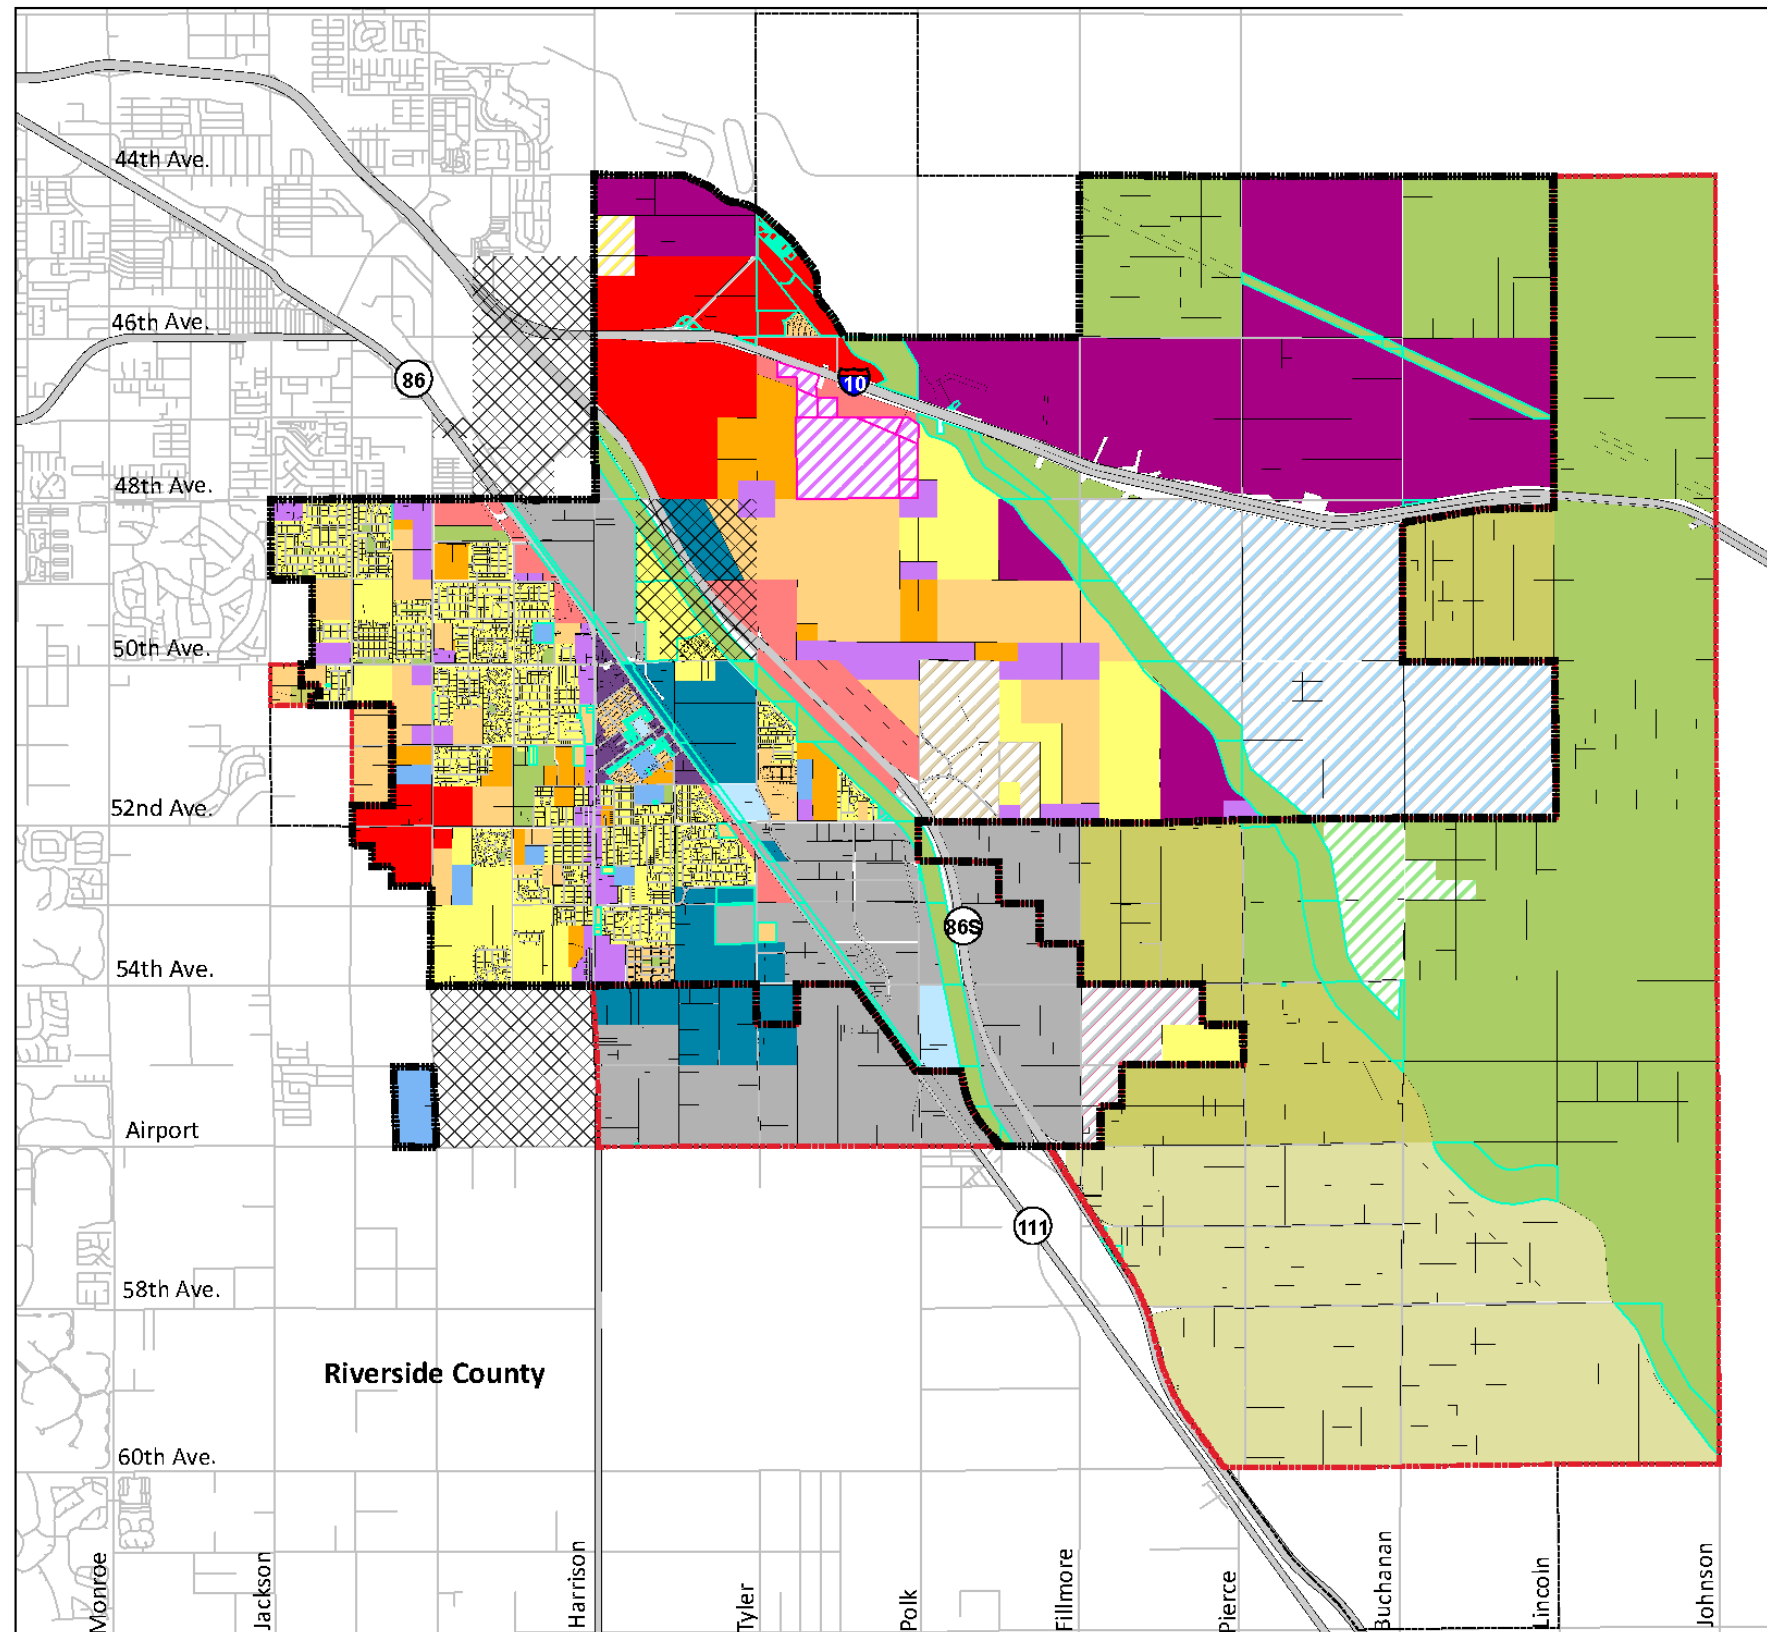 44th Ave.
46th Ave.
86
10
48th Ave.
50th Ave.
52nd Ave.
86S
54th Ave.
Airport
111
58th Ave.
Riverside County
60th Ave.
Monroe
Jackson
Harrison
Tyler
Polk
Fillmore
Pierce
Buchanan
Lincoln
Johnson